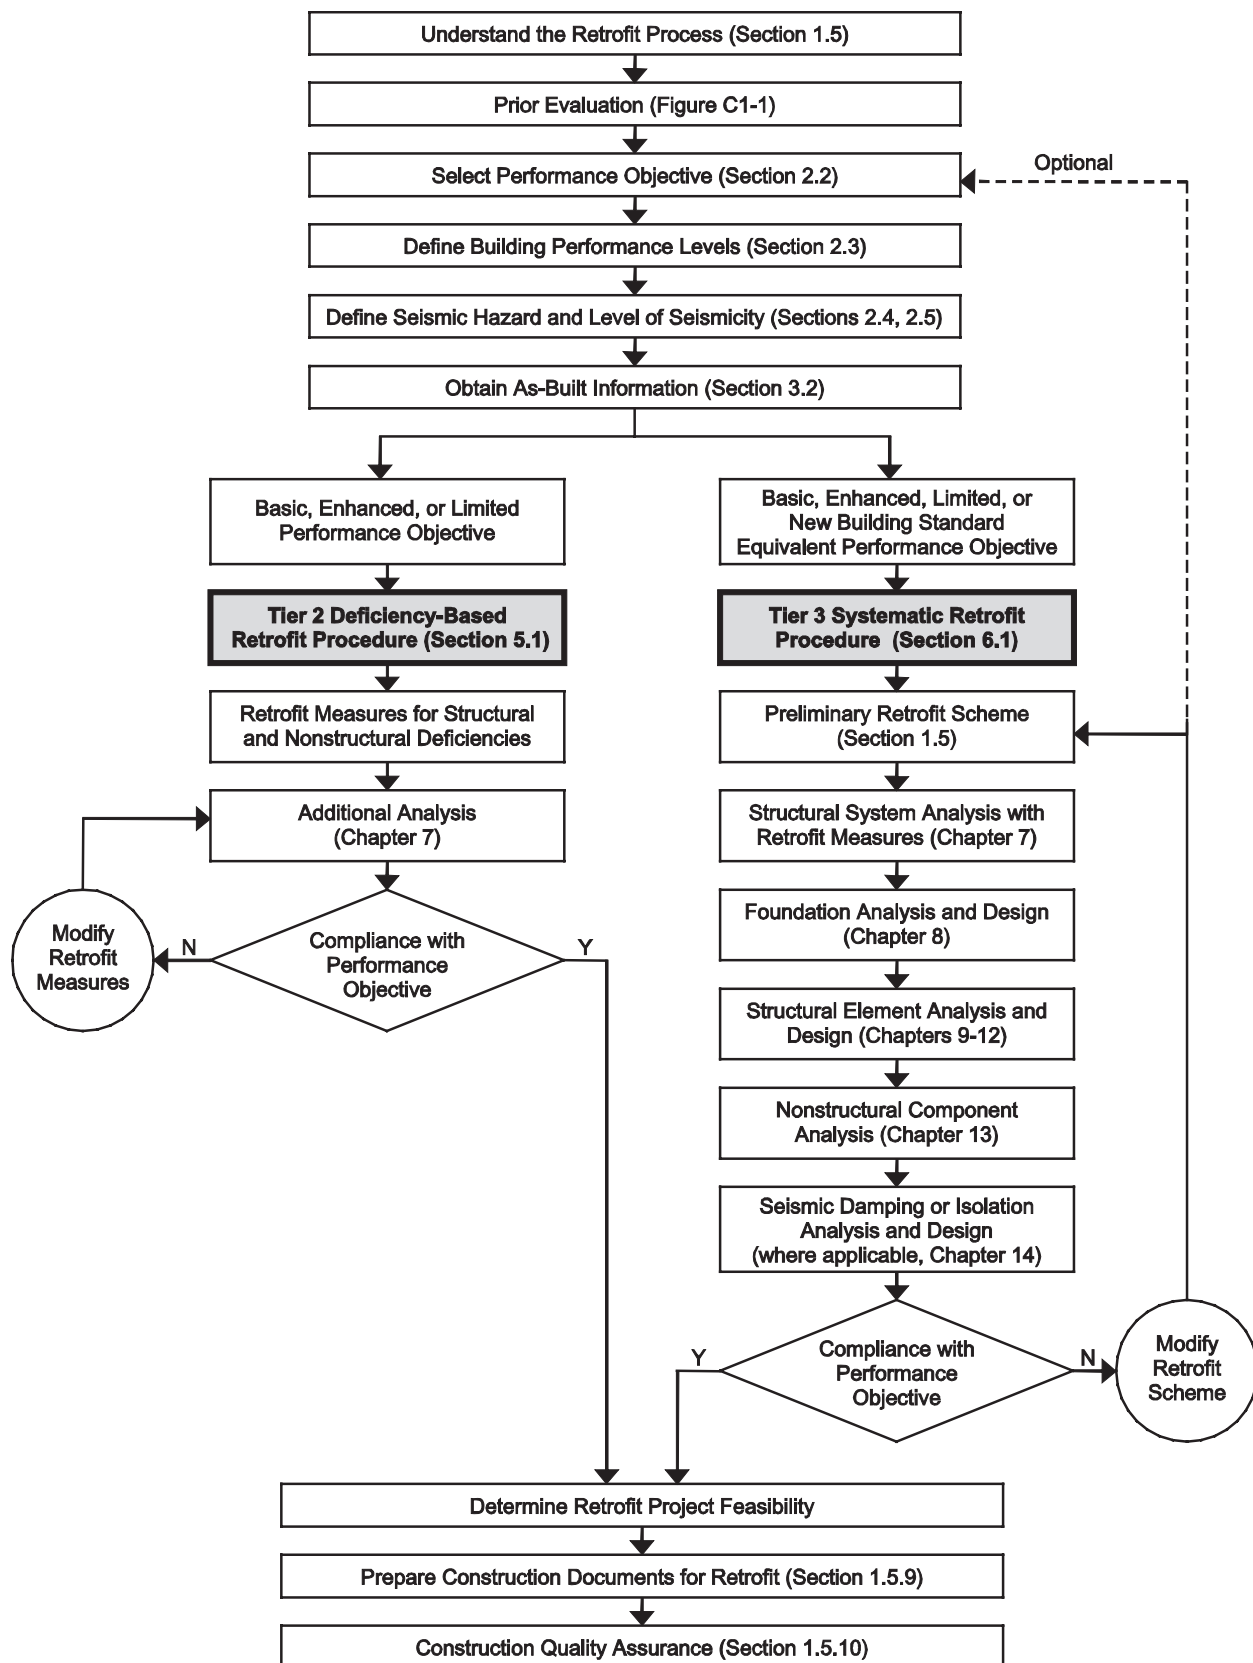 Understand the Retrofit Process (Section 1.5)
Prior Evaluation (Figure C1-1)
Optional
Select Performance Objective (Section 2.2)
Define Building Performance Levels (Section 2.3)
Define Seismic Hazard and Level of Seismicity (Sections 2.4, 2.5)
Obtain As-Built Information (Section 3.2)
Basic, Enhanced, or Limited
Performance Objective
Basic, Enhanced, Limited, or
New Building Standard
Equivalent Performance Objective
Tier 2 Deficiency-Based
Retrofit Procedure (Section 5.1)
Tier 3 Systematic Retrofit
Procedure (Section 6.1)
Retrofit Measures for Structural
and Nonstructural Deficiencies
Preliminary Retrofit Scheme
(Section 1.5)
Additional Analysis
(Chapter 7)
Structural System Analysis with
Retrofit Measures (Chapter 7)
Modify
Retrofit
Measures
N
Compliance with
Performance
Objective
Y
Foundation Analysis and Design
(Chapter 8)
Structural Element Analysis and
Design (Chapters 9-12)
Nonstructural Component
Analysis (Chapter 13)
Seismic Damping or Isolation
Analysis and Design
(where applicable, Chapter 14)
Y
Compliance with
Performance
Objective
N
Modify
Retrofit
Scheme
Determine Retrofit Project Feasibility
Prepare Construction Documents for Retrofit (Section 1.5.9)
Construction Quality Assurance (Section 1.5.10)